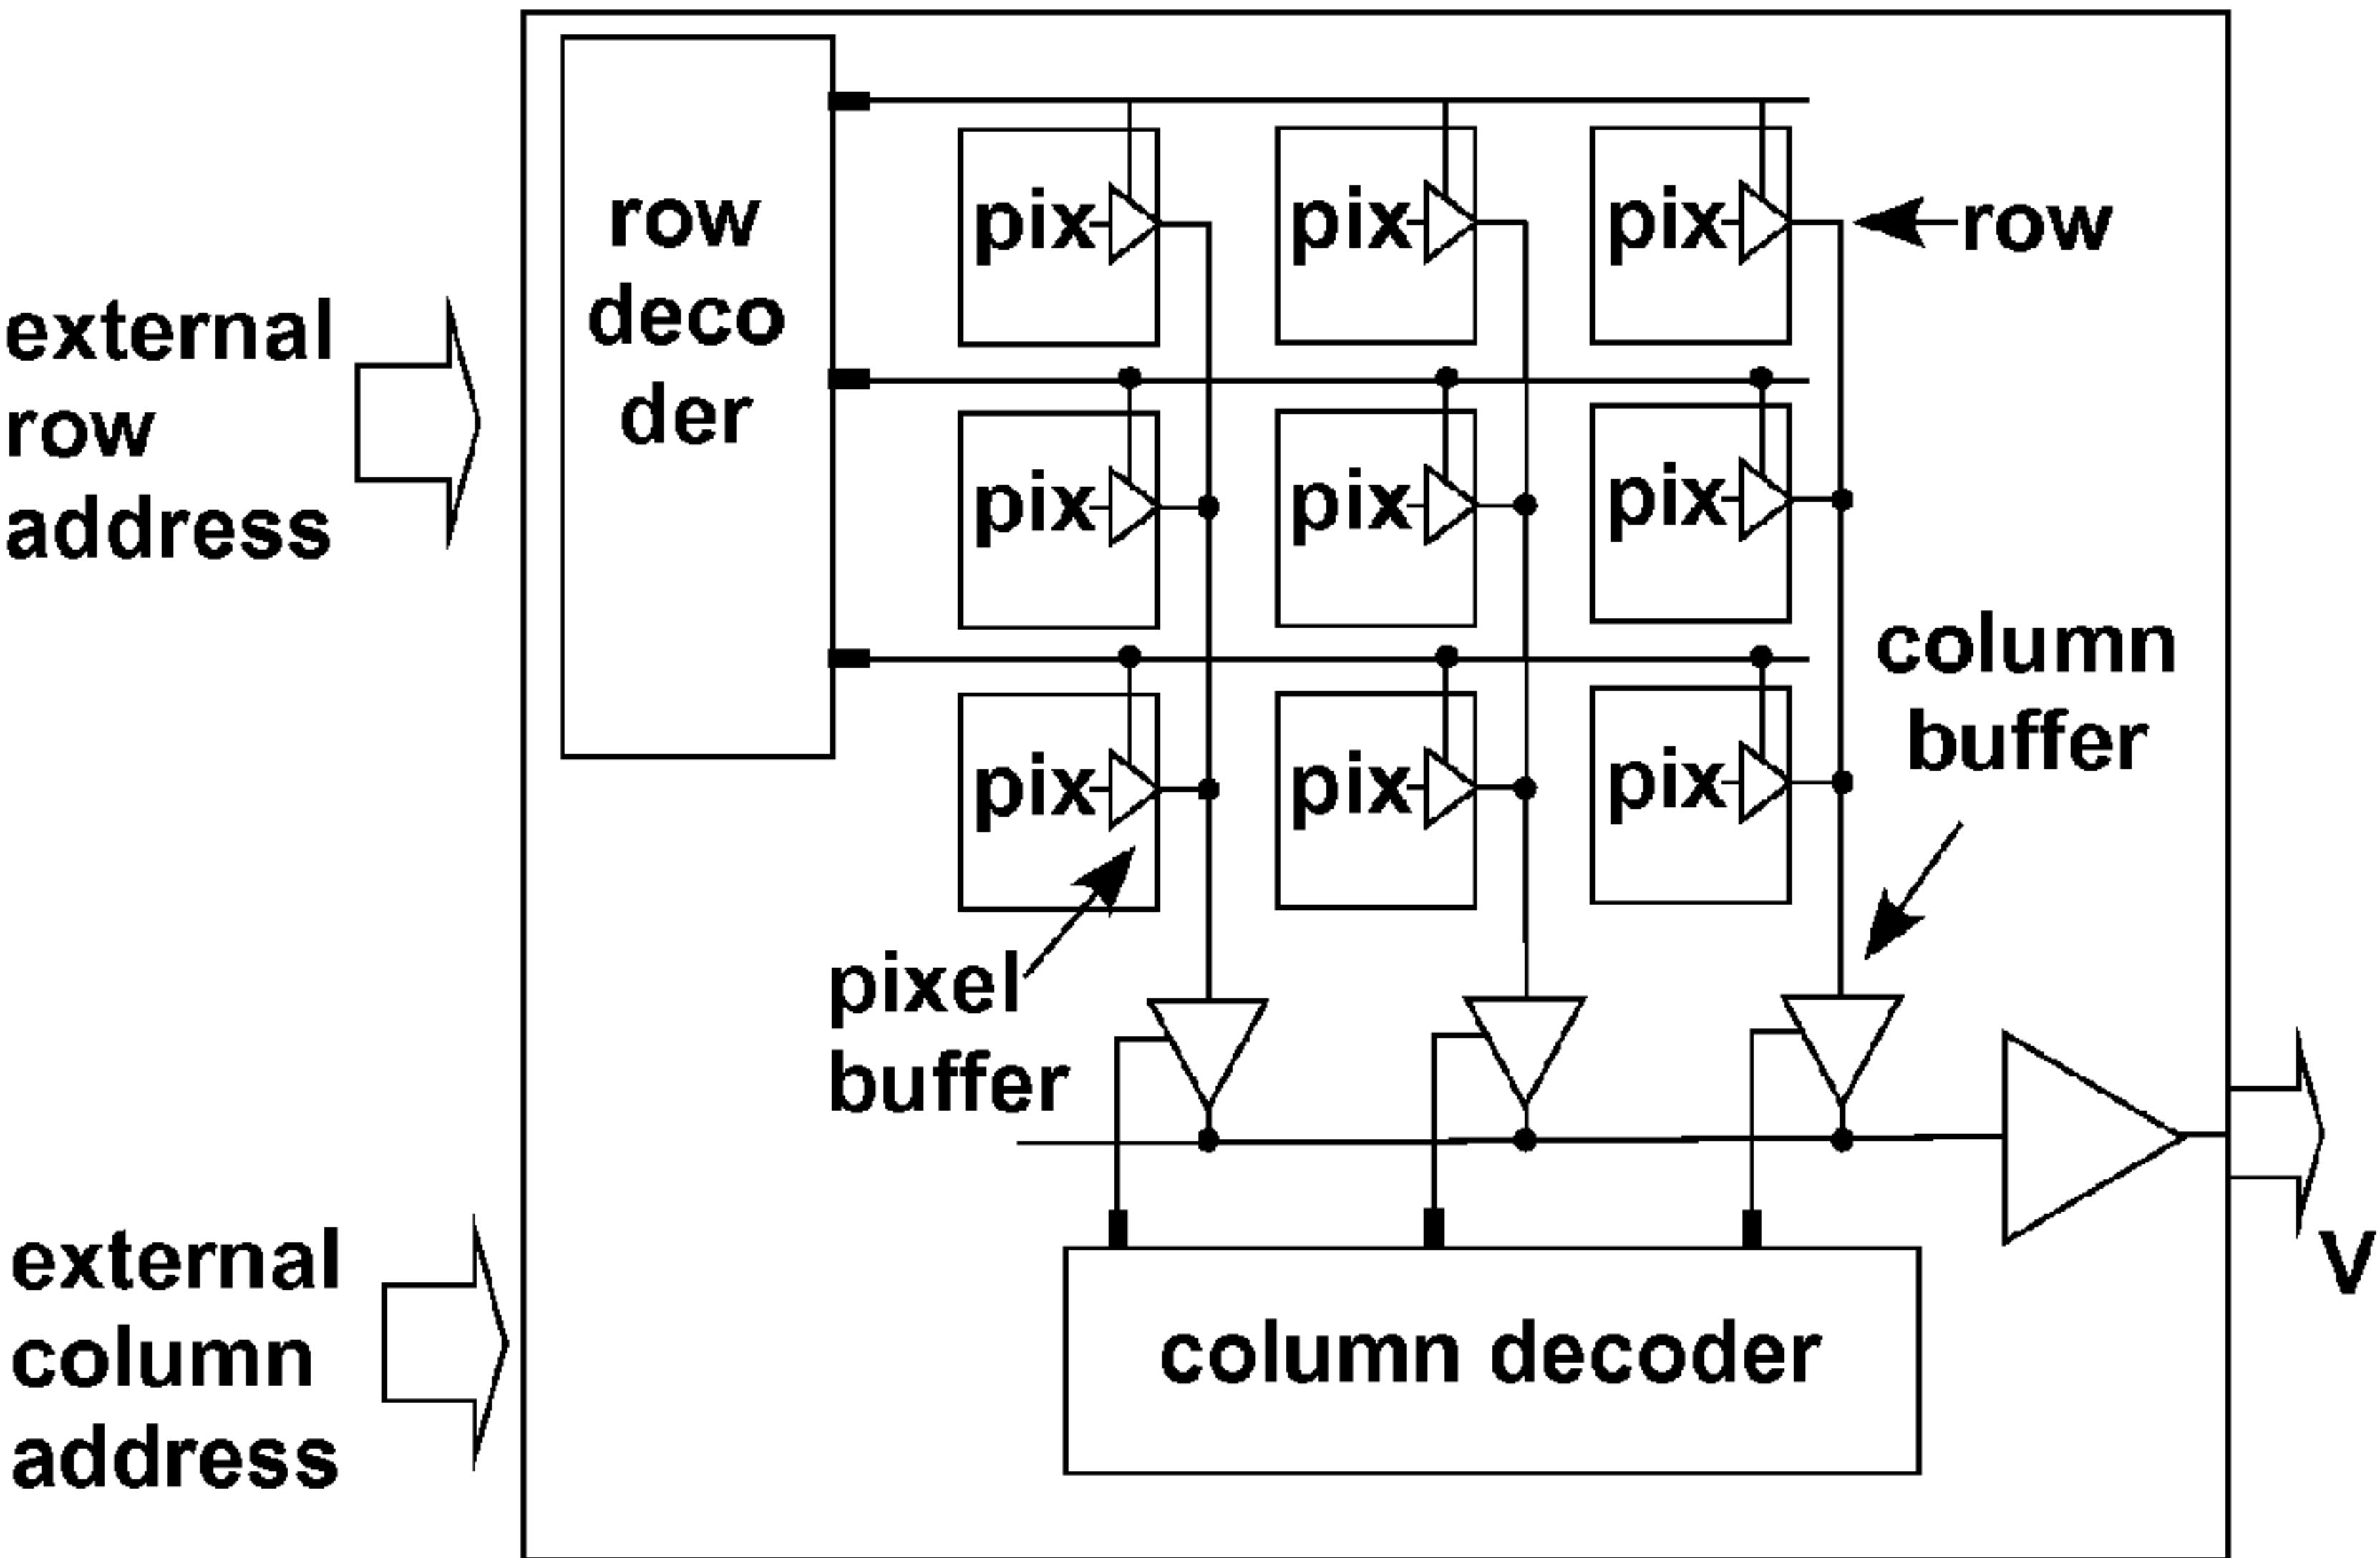 row
deco
der
external
row
address
pix
pix
pix
row
pix
pix
pix
pix
pix
pix
column
buffer
pixel
buffer
external
column
address
column decoder
V